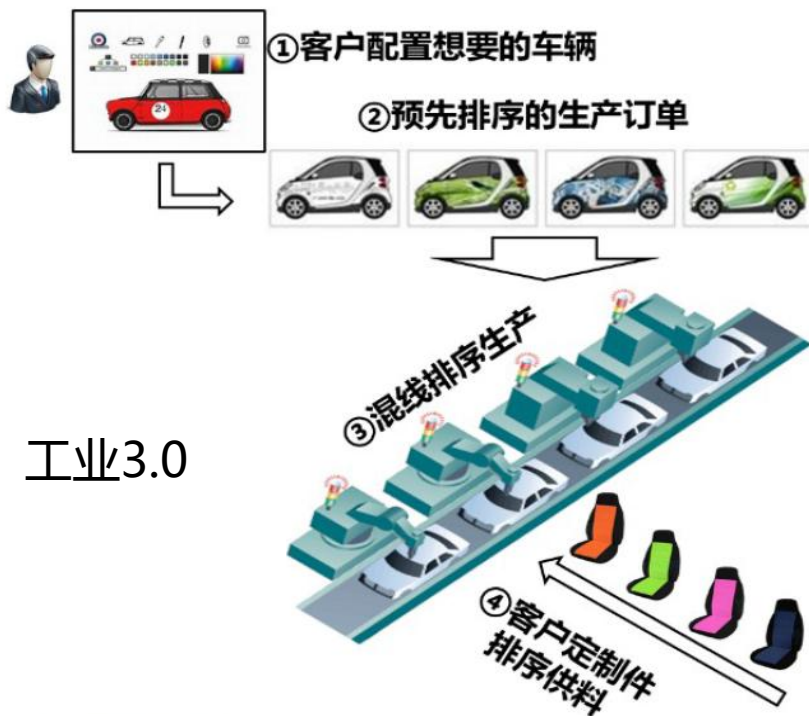 ①客户配置想要的车辆
24
②预先排序的生产订单
③混线排序生产
工业3.0
④客户定制件
排序供料